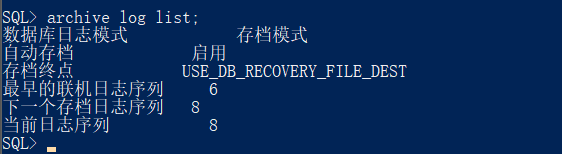 SQL> archive log list;
数据库日志模式            存档模式
自动存档             启用
存档终点            USE_DB_RECOVERY_FILE_DEST
最早的联机日志序列     6
下一个存档日志序列   8
当前日志序列           8
SQL>